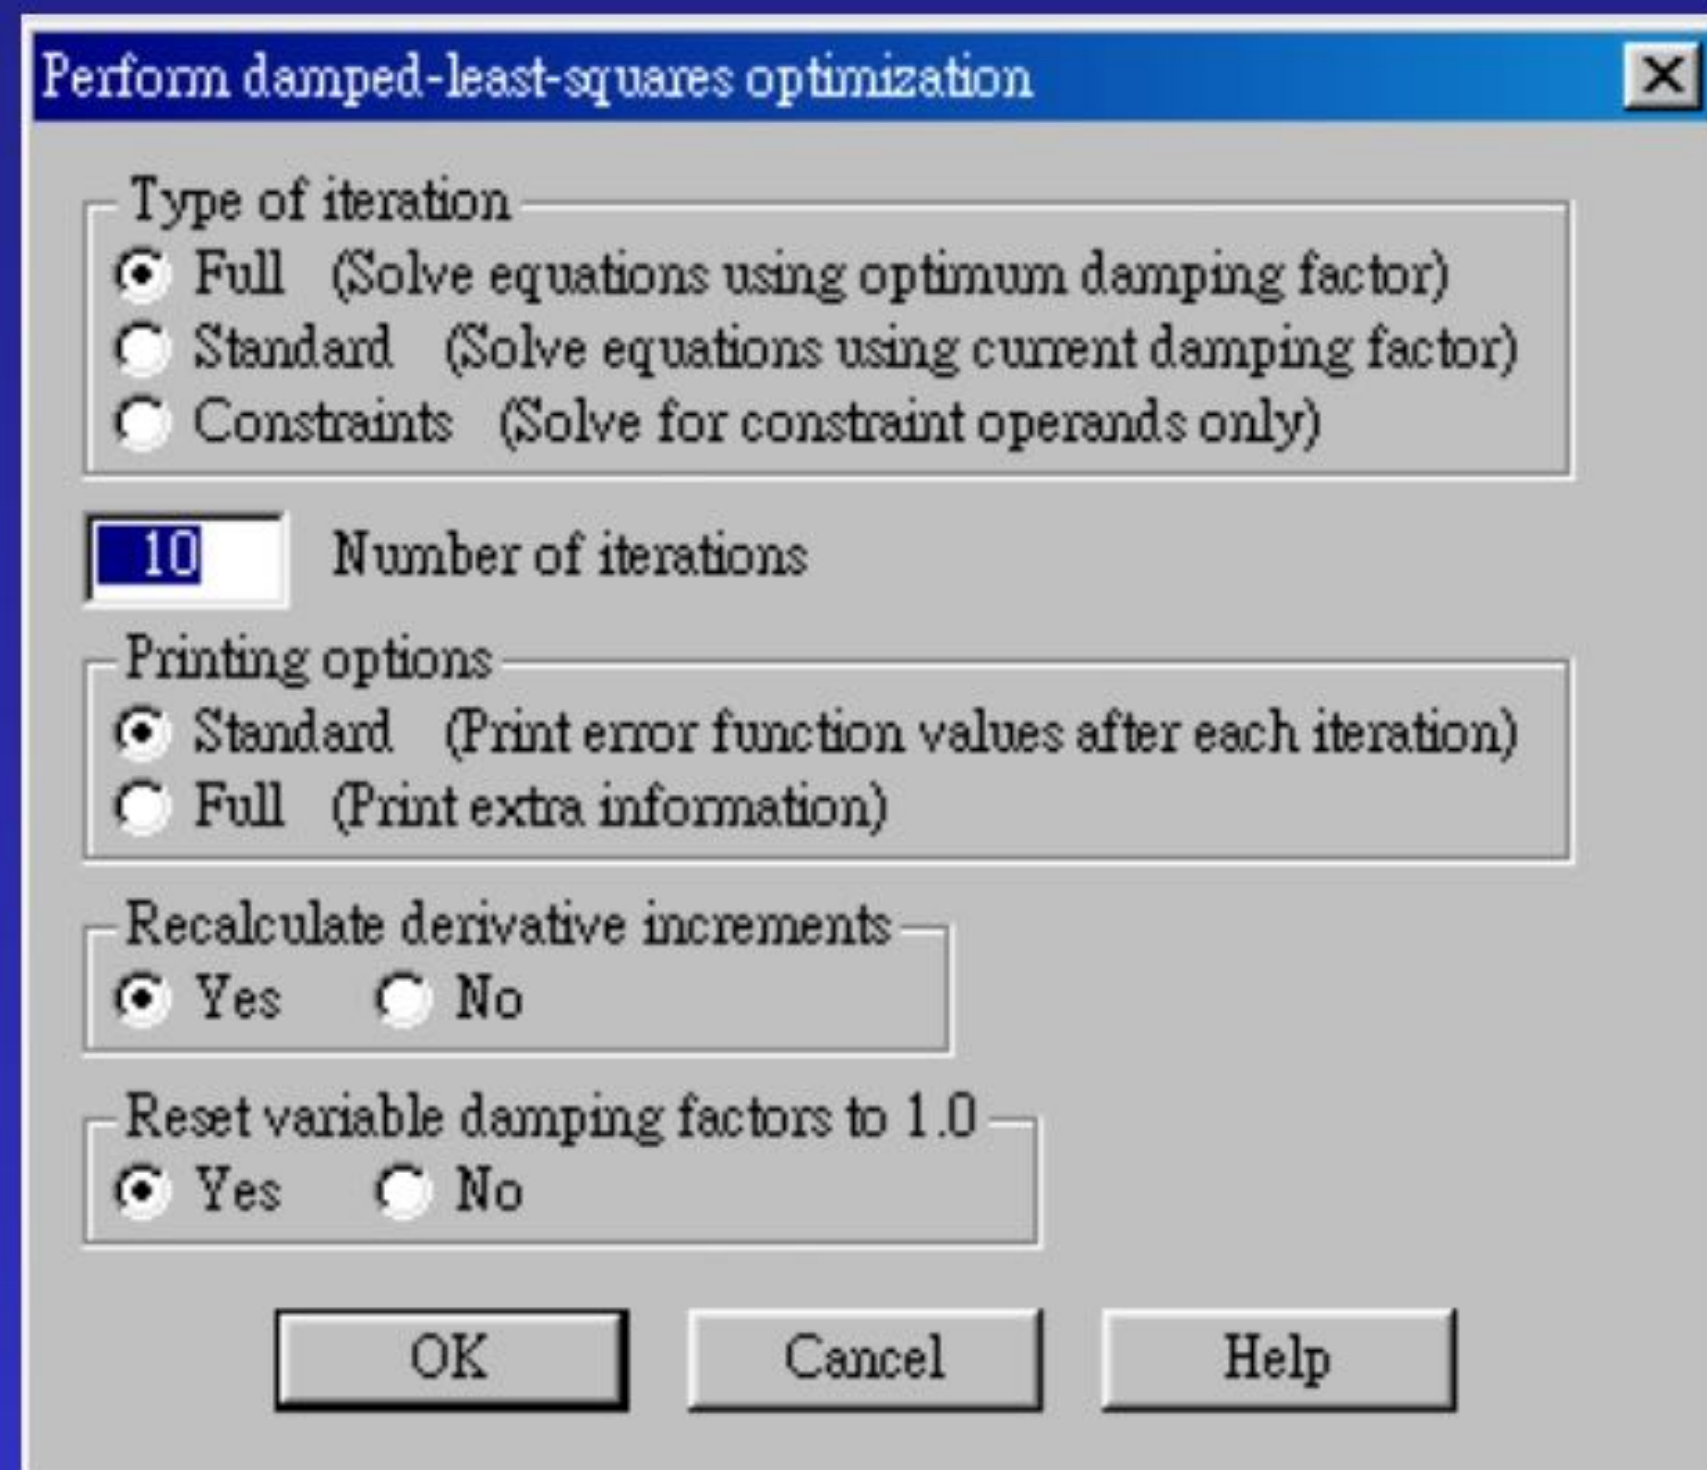 Perform damped-least-squares optimization
Type of iteration
Full (Solve equations using optimum damping factor)
Standard (Solve equations using current damping factor)
Constraints (Solve for constraint operands only)
10 Number of iterations
Printing options
Standard (Print error function values after each iteration)
Full (Print extra information)
Recalculate derivative increments
Yes No
Reset variable damping factors to 1.0
Yes No
OK Cancel Help